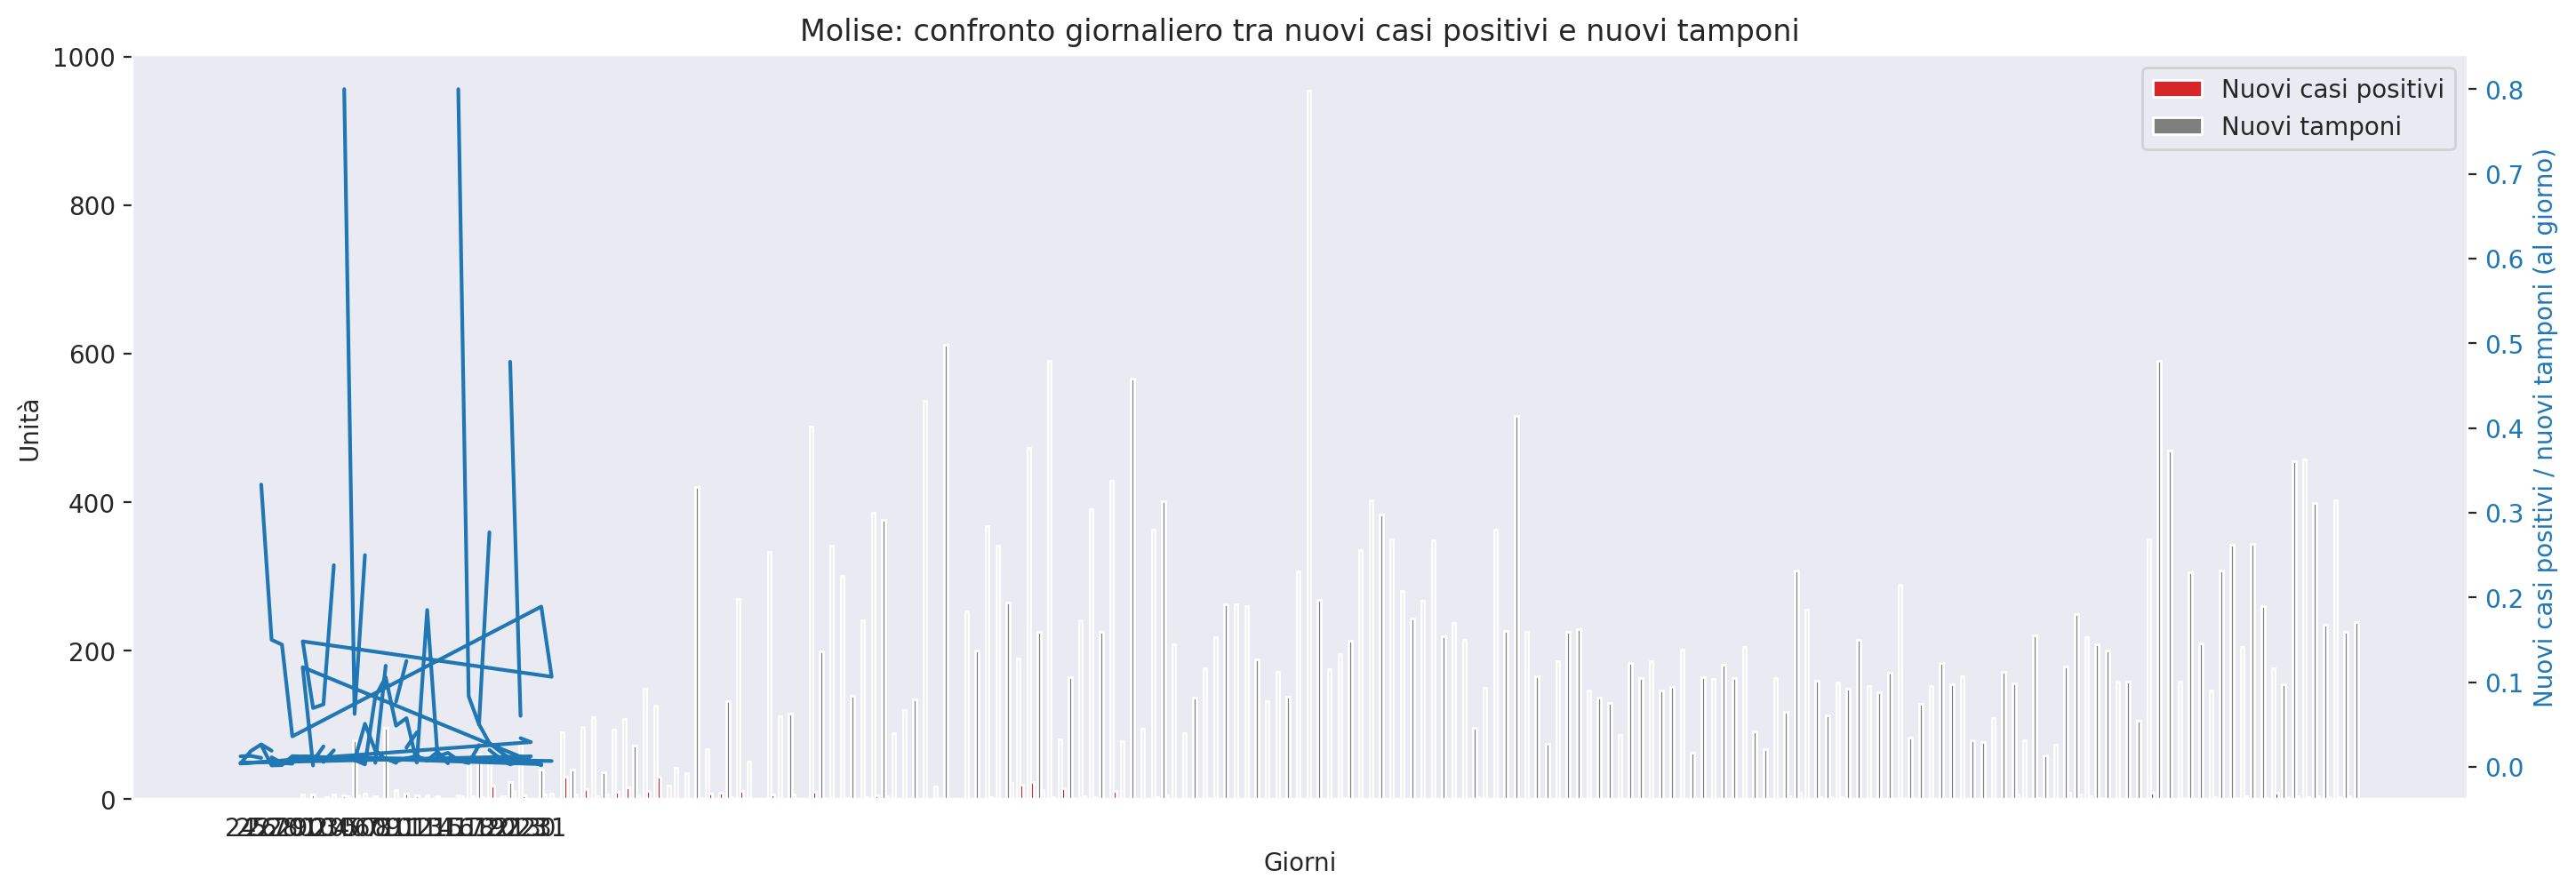 Molise: confronto giornaliero tra nuovi casi positivi e nuovi tamponi
1000
800
600
400
200
0
Unità
Nuovi casi positivi
Nuovi tamponi
0.8
0.7
0.6
0.5
0.4
0.3
0.2
0.1
0.0
Nuovi casi positivi / nuovi tamponi (al giorno)
Giorni